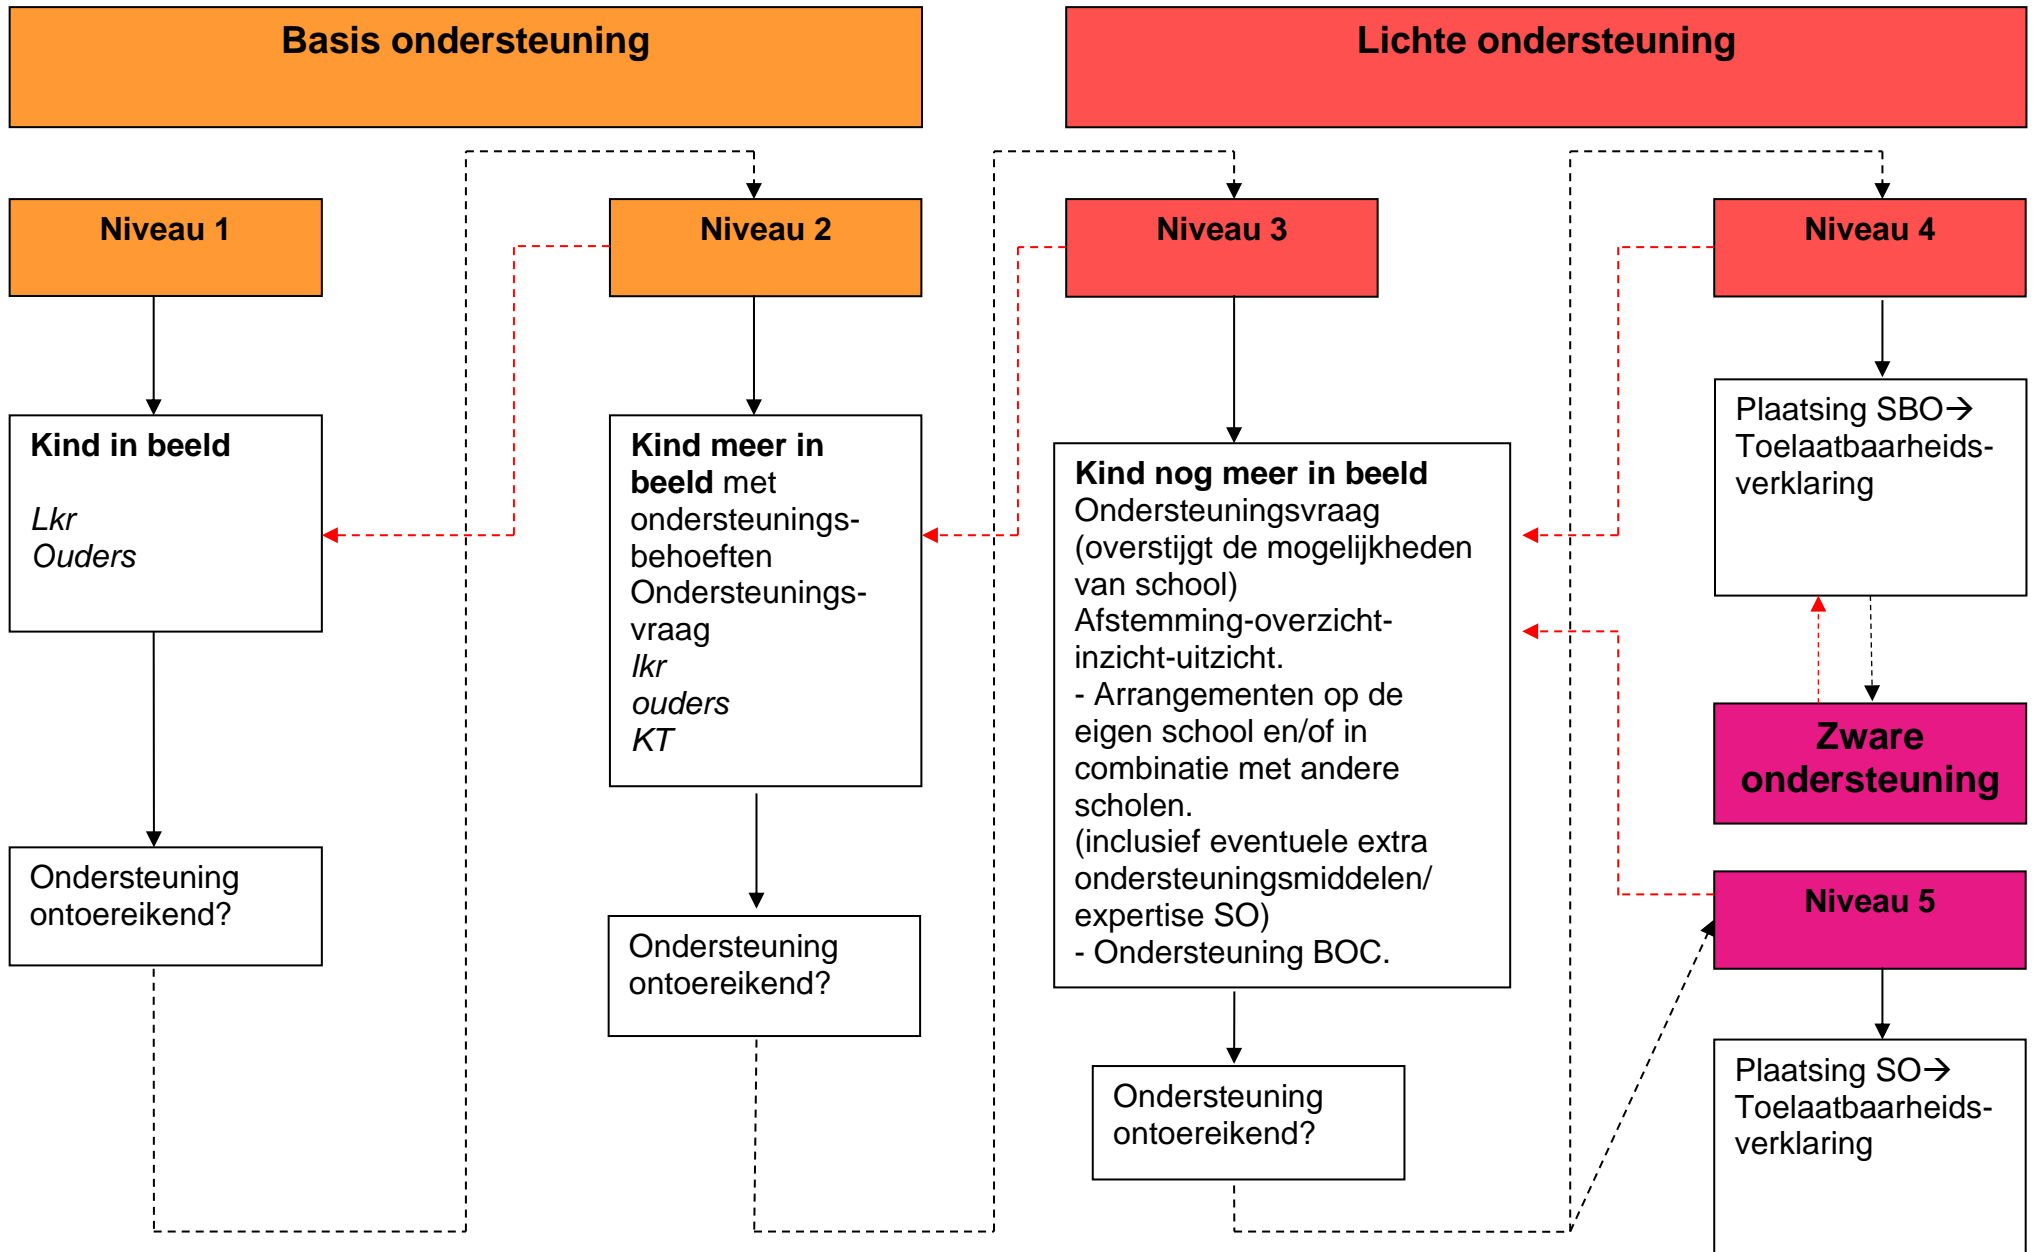 Basis ondersteuning
Lichte ondersteuning
Niveau 1
Niveau 2
Niveau 3
Niveau 4
Kind in beeld
Lkr
Ouders
Ondersteuning
ontoereikend?
Kind meer in
beeld met
ondersteunings-
behoeften
Ondersteunings-
vraag
lkr
ouders
KT
Ondersteuning
ontoereikend?
Kind nog meer in beeld
Ondersteuningsvraag
(overstijgt de mogelijkheden
van school)
Afstemming-overzicht-
inzicht-uitzicht.
- Arrangementen op de
eigen school en/of in
combinatie met andere
scholen.
(inclusief eventuele extra
ondersteuningsmiddelen/
expertise SO)
- Ondersteuning BOC.
Ondersteuning
ontoereikend?
Plaatsing SBO→
Toelaatbaarheids-
verklaring
Zware
ondersteuning
Niveau 5
Plaatsing SO→
Toelaatbaarheids-
verklaring